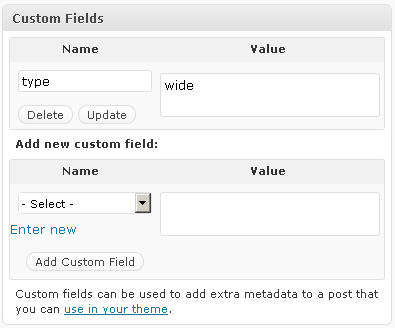 Custom Fields
Name Value
type wide
Delete Update
Add new custom field:
Name Value
- Select -
Enter new
Add Custom Field
Custom fields can be used to add extra metadata to a post that
you can use in your theme.